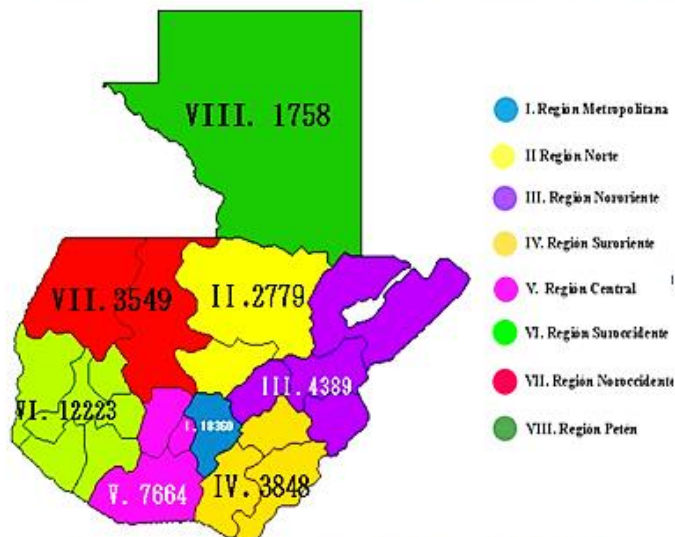 VIII. 1758
VII.3549
II.2779
III.4389
VI. 12223
I.18360
V. 7664
IV.3848
I. Región Metropolitana
II Región Norte
III. Región Nororiente
IV. Región Suroriente
V. Región Central
VI. Región Suroccidente
VII. Región Noroccidente
VIII. Región Petén